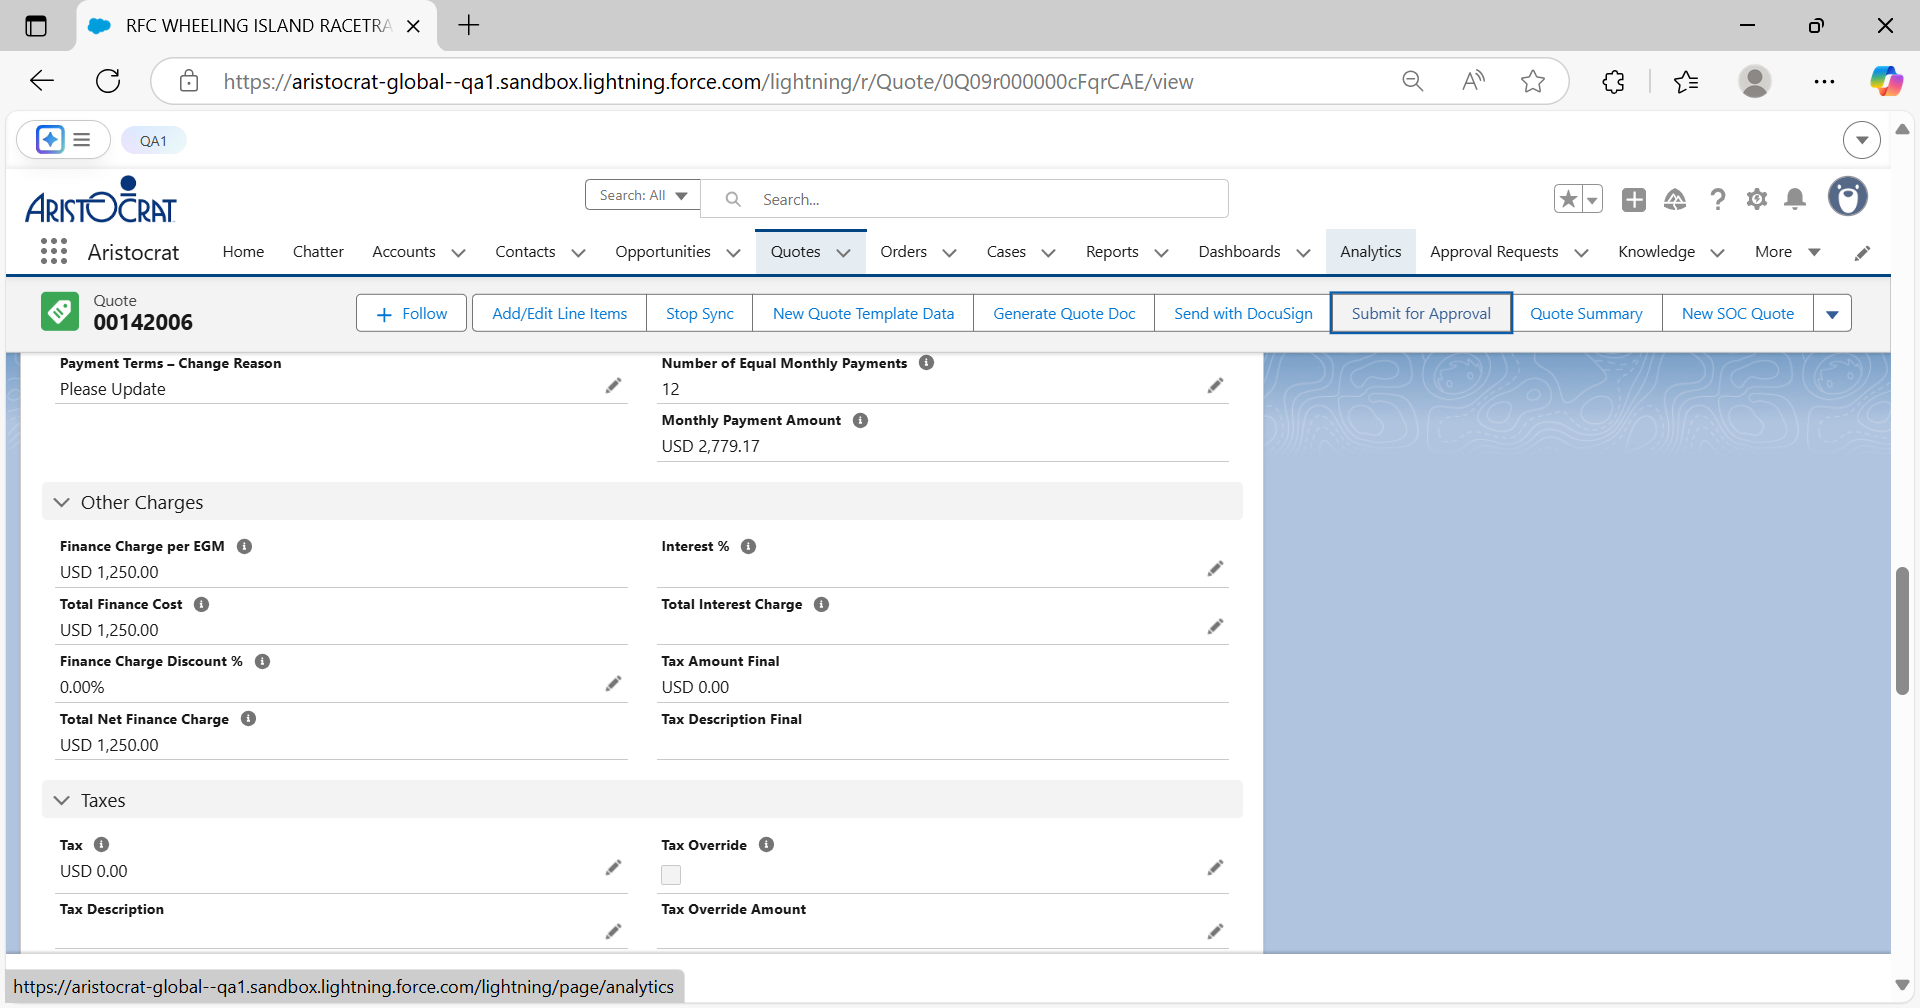 RFC WHEELING ISLAND RACETRA
https://aristocrat-global--qa1.sandbox.lightning.force.com/lightning/r/Quote/0Q09r000000cFqrCAE/view
QA1
ARISTOCRAT
Search: All
Search...
Aristocrat
Home
Chatter
Accounts
Contacts
Opportunities
Quotes
Orders
Cases
Reports
Dashboards
Analytics
Approval Requests
Knowledge
More
Quote
00142006
Follow
Add/Edit Line Items
Stop Sync
New Quote Template Data
Generate Quote Doc
Send with DocuSign
Submit for Approval
Quote Summary
New SOC Quote
Payment Terms – Change Reason
Please Update
Number of Equal Monthly Payments
12
Monthly Payment Amount
USD 2,779.17
Other Charges
Finance Charge per EGM
USD 1,250.00
Interest %
Total Finance Cost
USD 1,250.00
Total Interest Charge
Finance Charge Discount %
0.00%
Tax Amount Final
USD 0.00
Total Net Finance Charge
USD 1,250.00
Tax Description Final
Taxes
Tax
USD 0.00
Tax Override
Tax Description
Tax Override Amount
https://aristocrat-global--qa1.sandbox.lightning.force.com/lightning/page/analytics